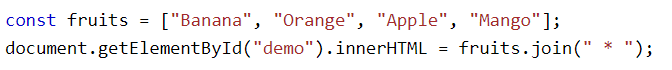 const fruits = ["Banana", "Orange", "Apple", "Mango"];
document.getElementById("demo").innerHTML = fruits.join(" * ");